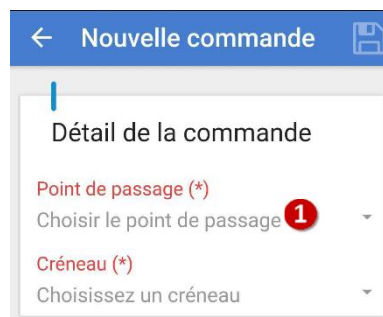 Nouvelle commande
Détail de la commande
Point de passage (*)
Choisir le point de passage 1
Créneau (*)
Choisissez un créneau